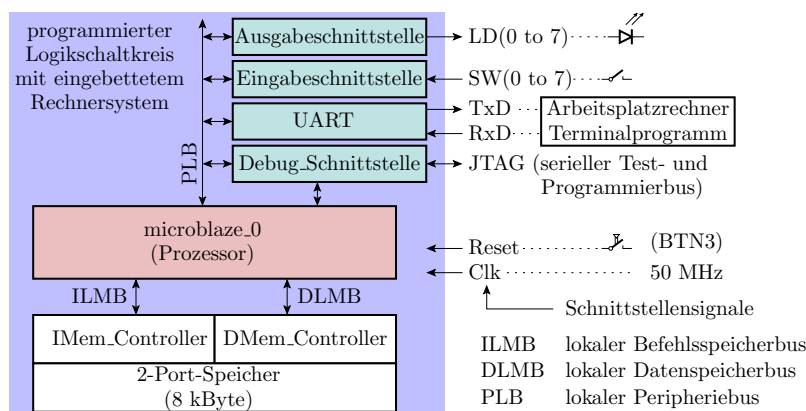 programmierter
Logikschaltkreis
mit eingebettetem
Rechnersystem
Ausgabeschnittstelle
LD(0 to 7)
Eingabeschnittstelle
SW(0 to 7)
UART
TxD
RxD
Arbeitsplatzrechner
Terminalprogramm
PLB
Debug_Schnittstelle
JTAG (serieller Test- und
Programmierbus)
microblaze_0
(Prozessor)
Reset
(BTN3)
Clk
50 MHz
ILMB
DLMB
Schnittstellensignale
IMem_Controller
DMem_Controller
2-Port-Speicher
(8 kByte)
ILMB lokaler Befehlsspeicherbus
DLMB lokaler Datenspeicherbus
PLB lokaler Peripheriebus